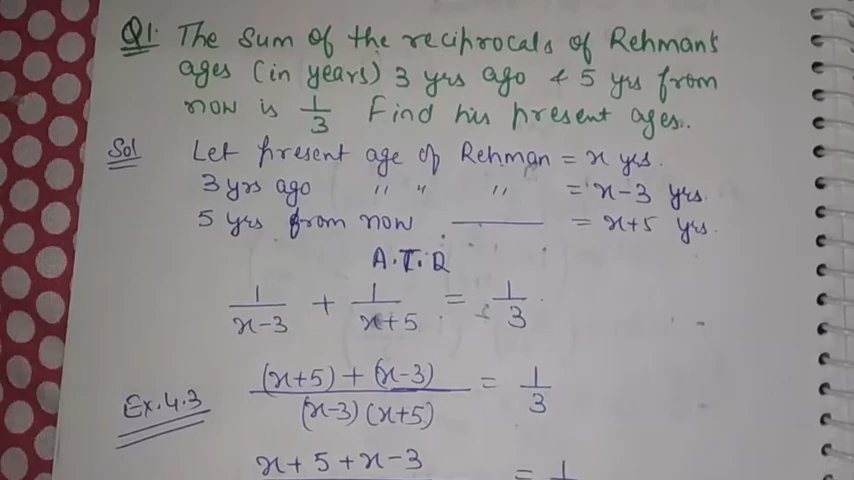 Q1. The sum of the reciprocals of Rehman's
ages (in years) 3 yrs ago & 5 yrs from
now is 1/3 Find his present ages.
Sol Let present age of Rehman = x yrs.
3 yrs ago " " " = x-3 yrs.
5 yrs from now ——— = x+5 yrs.
A.T.Q
1/(x-3) + 1/(x+5) = 1/3
Ex.4.3
((x+5) + (x-3))/((x-3)(x+5)) = 1/3
x + 5 + x - 3 = 1